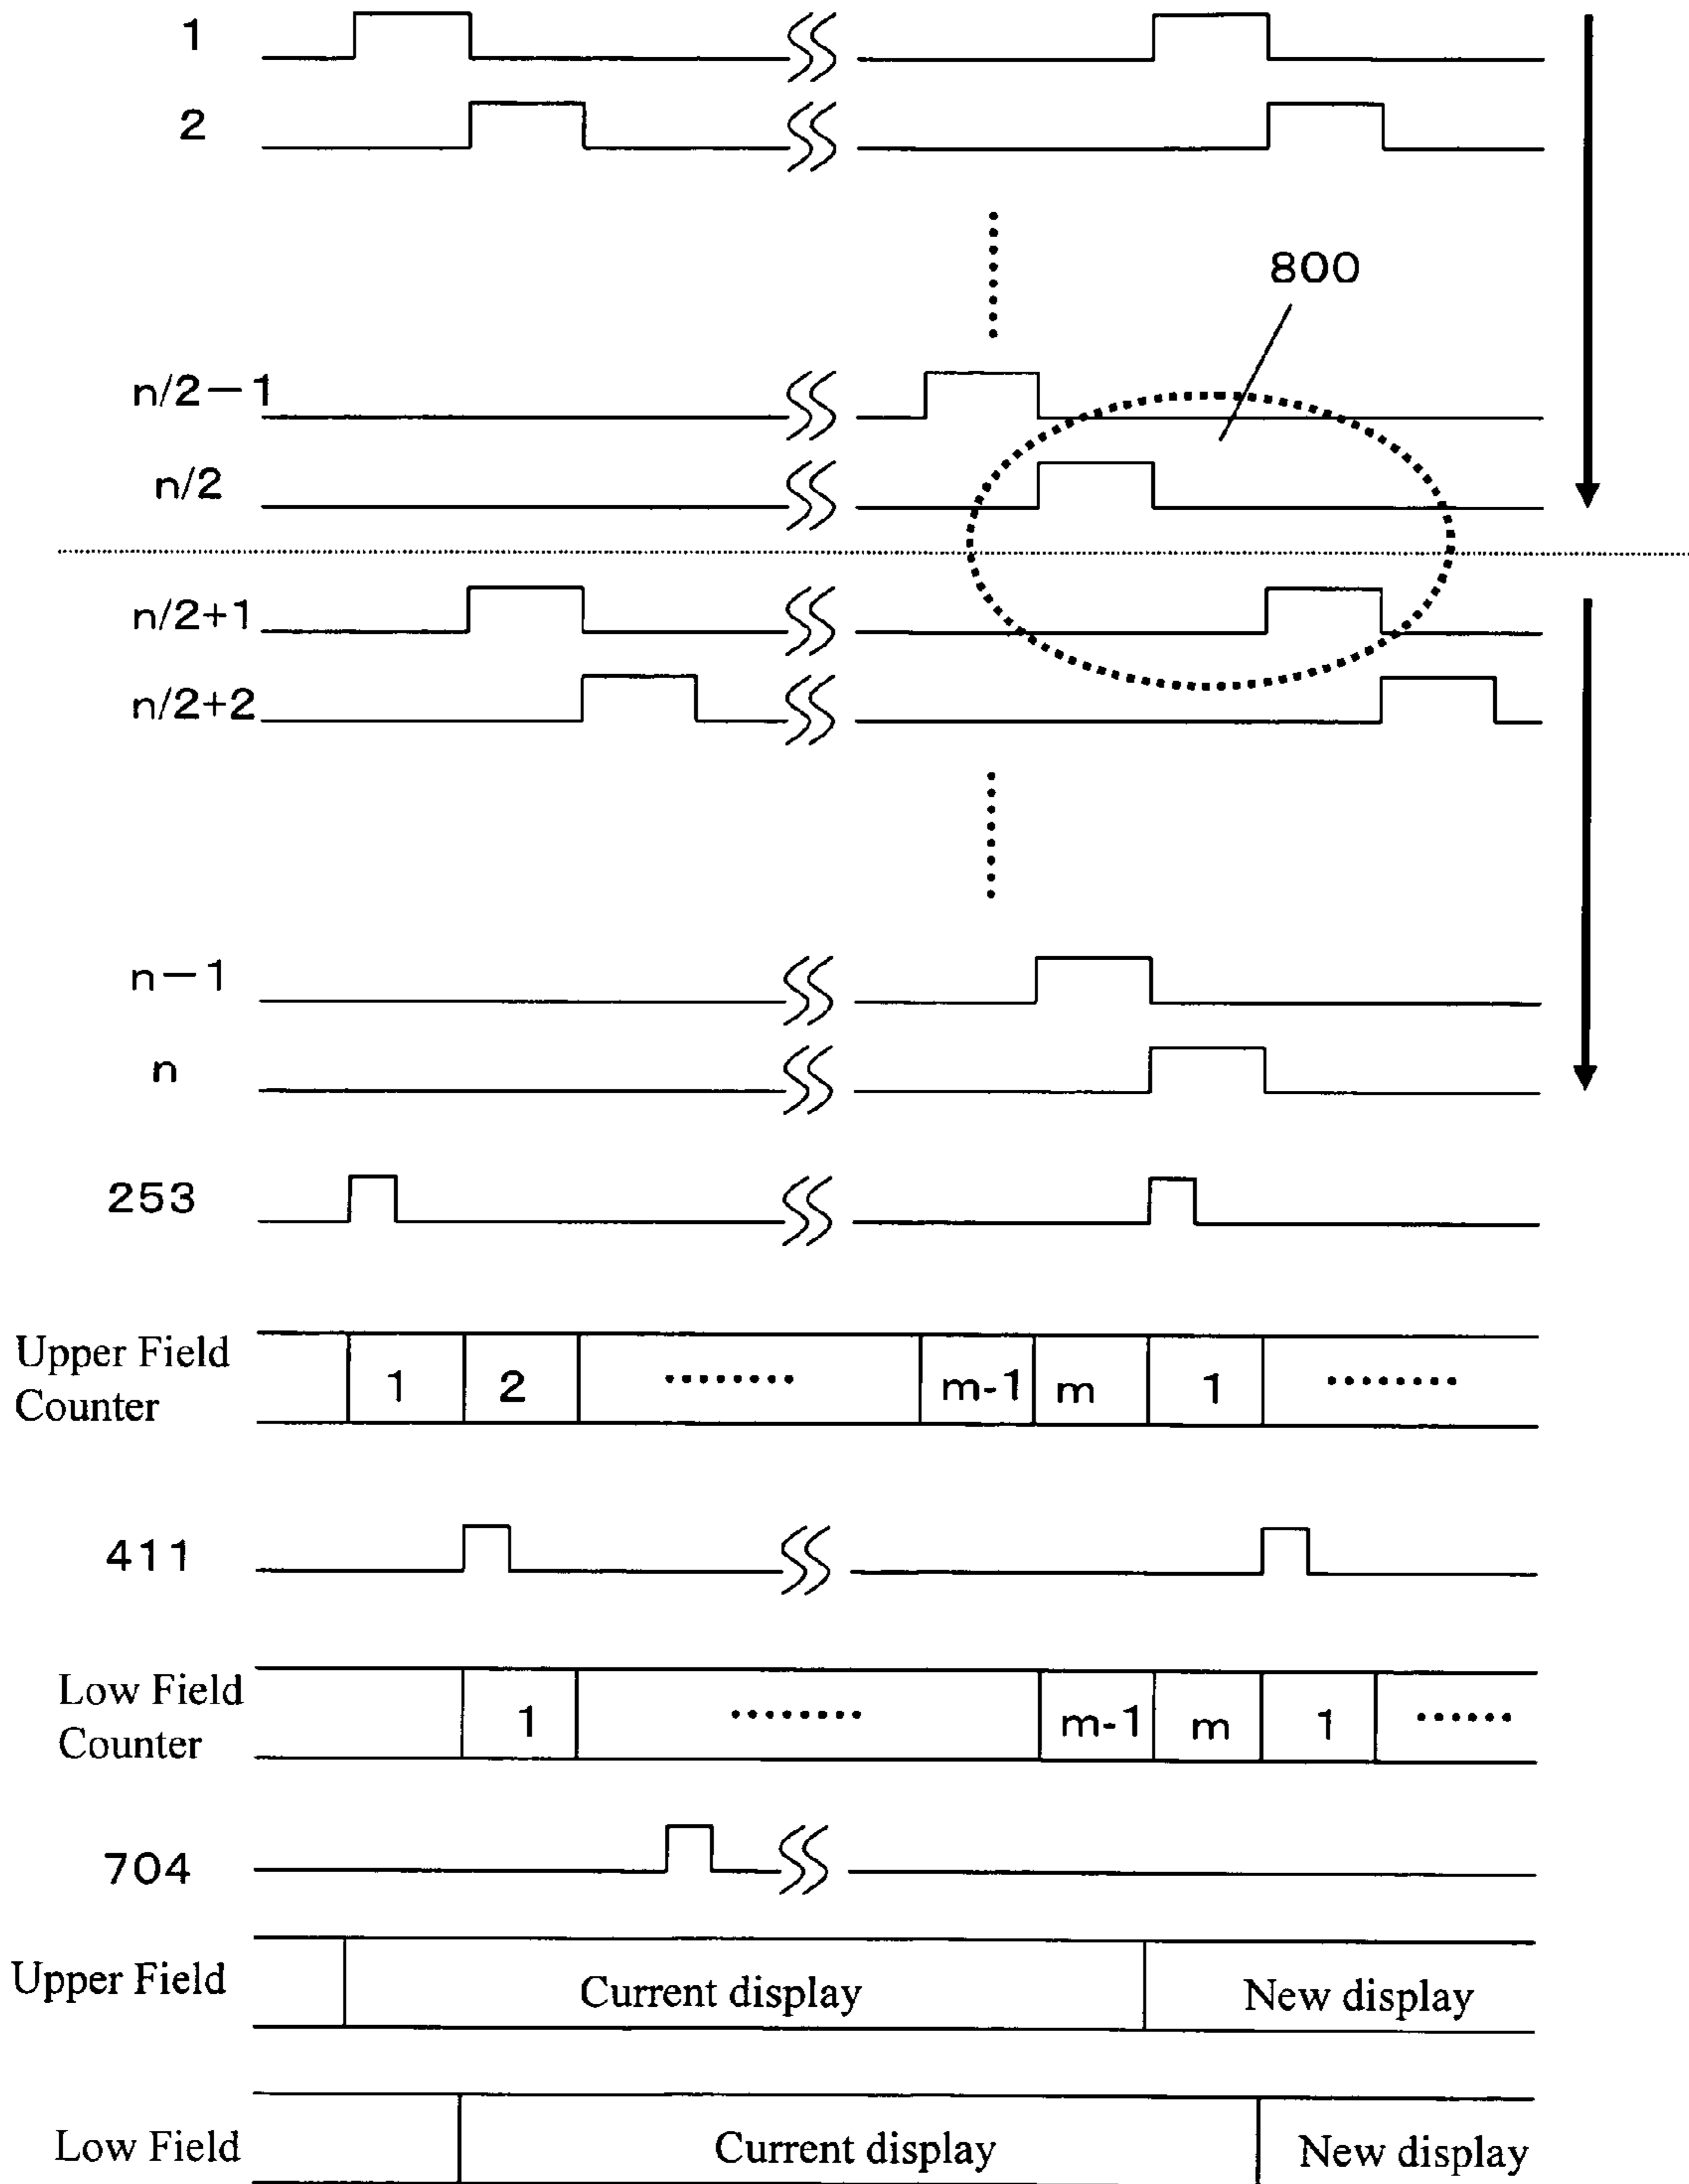 1
2
800
n/2−1
n/2
n/2+1
n/2+2
n−1
n
253
Upper Field
Counter
1 2 ········ m-1 m 1 ········
411
Low Field
Counter
1 ········ m-1 m 1 ······
704
Upper Field Current display New display
Low Field Current display New display